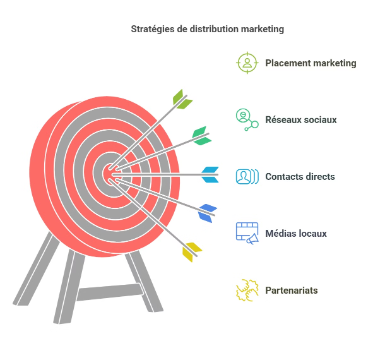 Stratégies de distribution marketing
Placement marketing
Réseaux sociaux
Contacts directs
Médias locaux
Partenariats